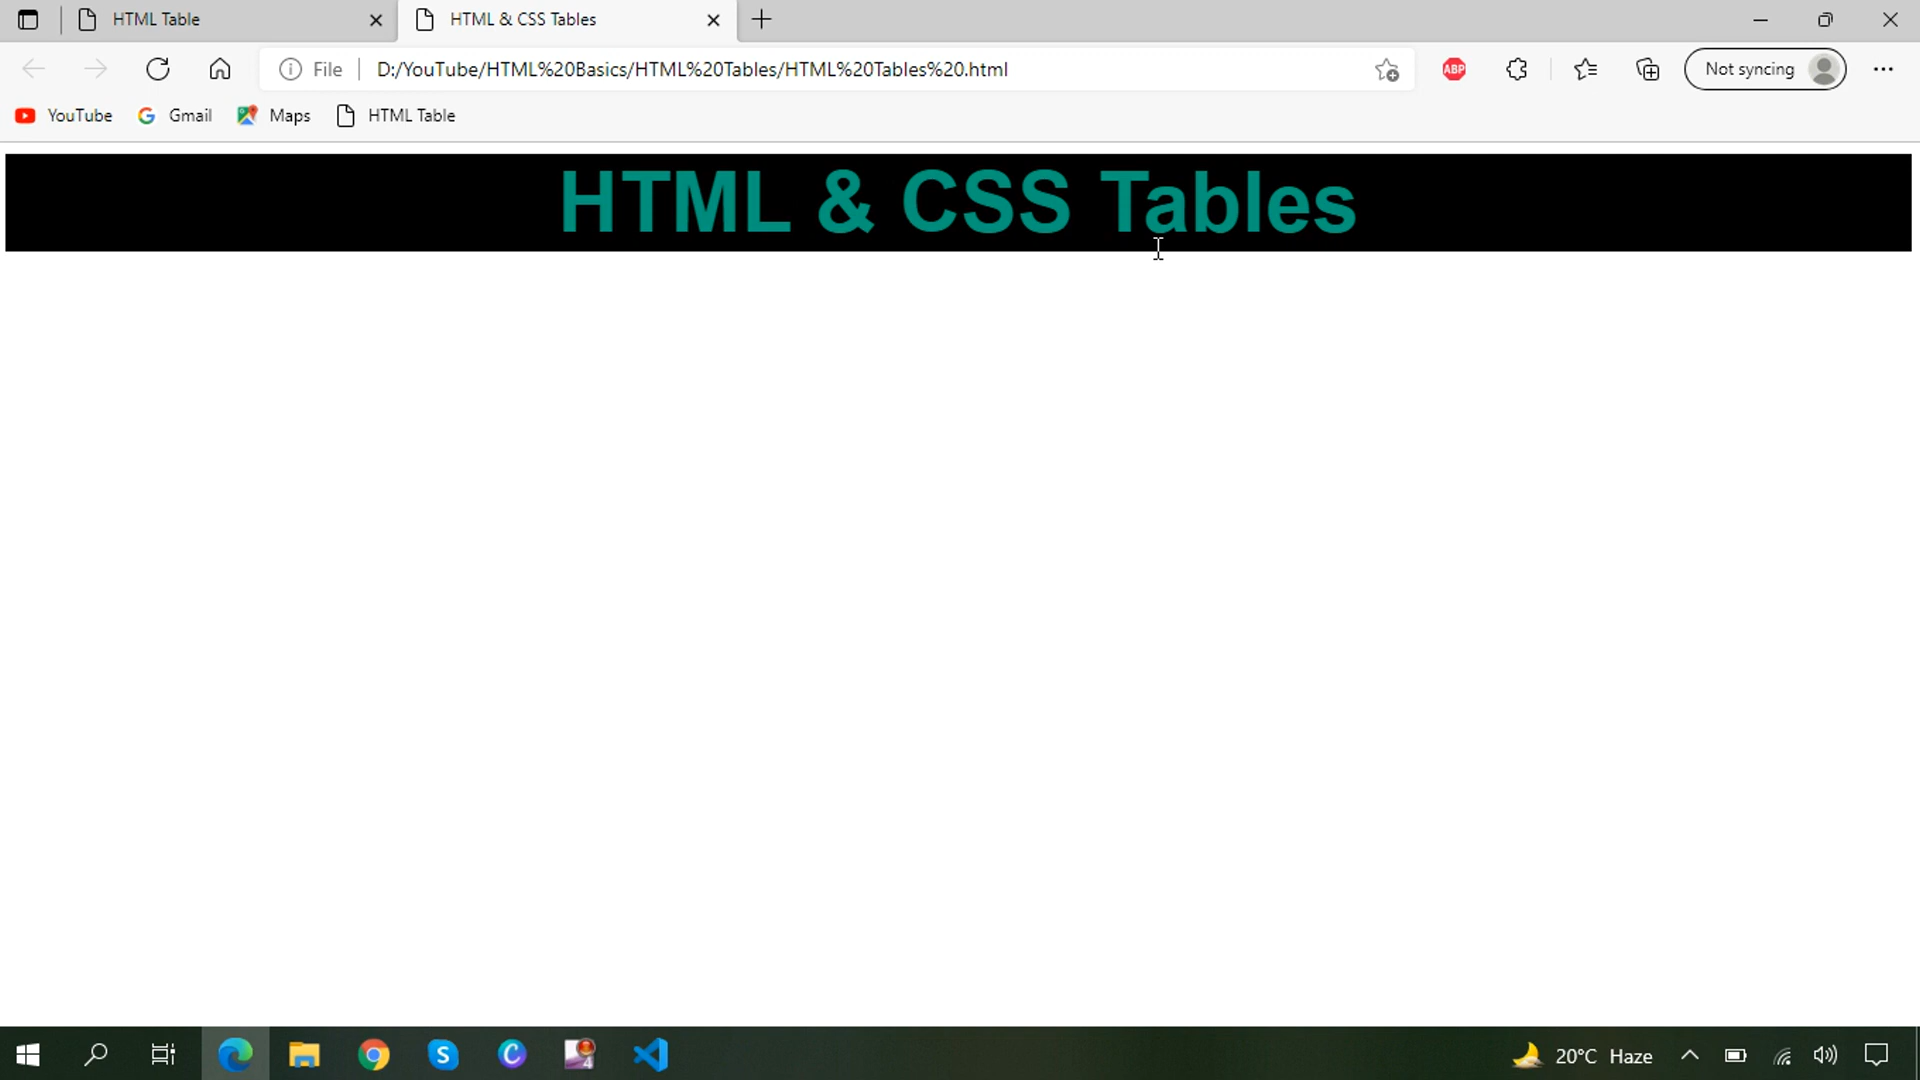 HTML Table
HTML & CSS Tables
File
D:/YouTube/HTML%20Basics/HTML%20Tables/HTML%20Tables%20.html
ABP
Not syncing
YouTube
Gmail
Maps
HTML Table
HTML & CSS Tables
20°C Haze